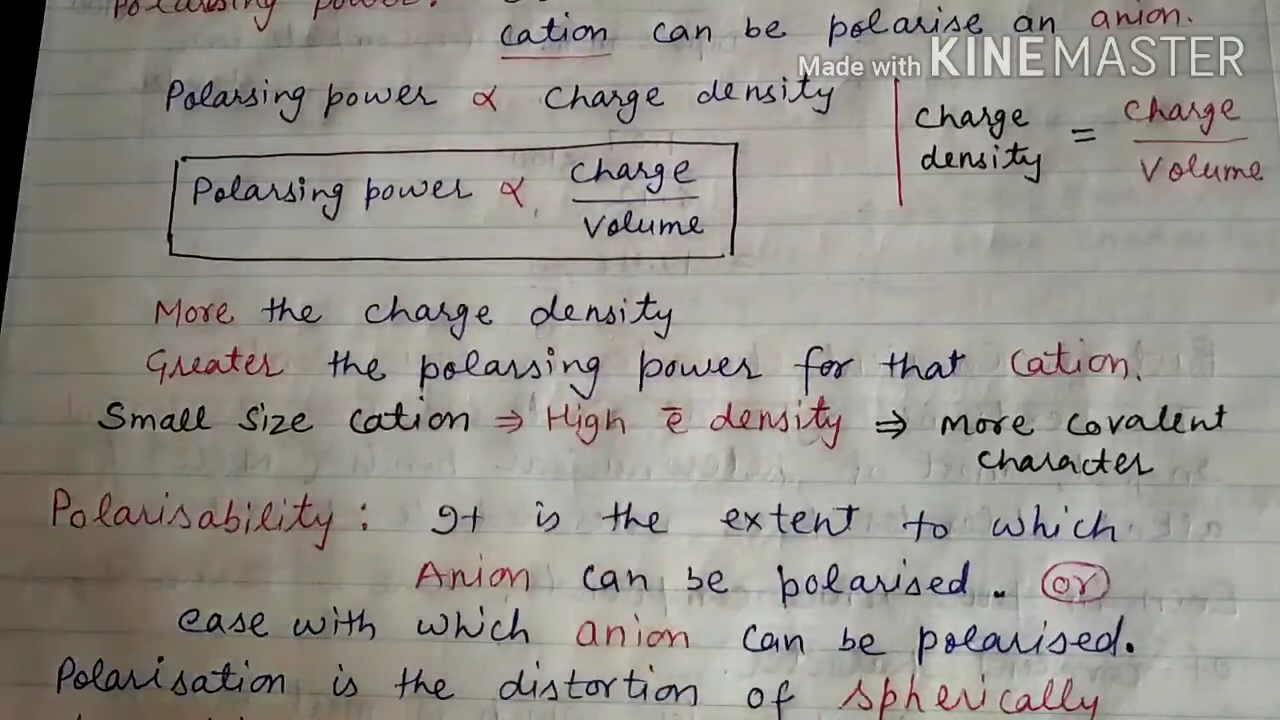 Polarsing power:
cation can be polarise an anion.
Made with KINEMASTER
Polarsing power ∝ charge density
charge density = charge / volume
Polarsing power ∝ charge / volume
More the charge density
Greater the polarsing power for that cation.
Small size cation ⇒ High ē density ⇒ more covalent
character
Polarisability: It is the extent to which
Anion can be polarised. or
ease with which anion can be polarised.
Polarisation is the distortion of spherically